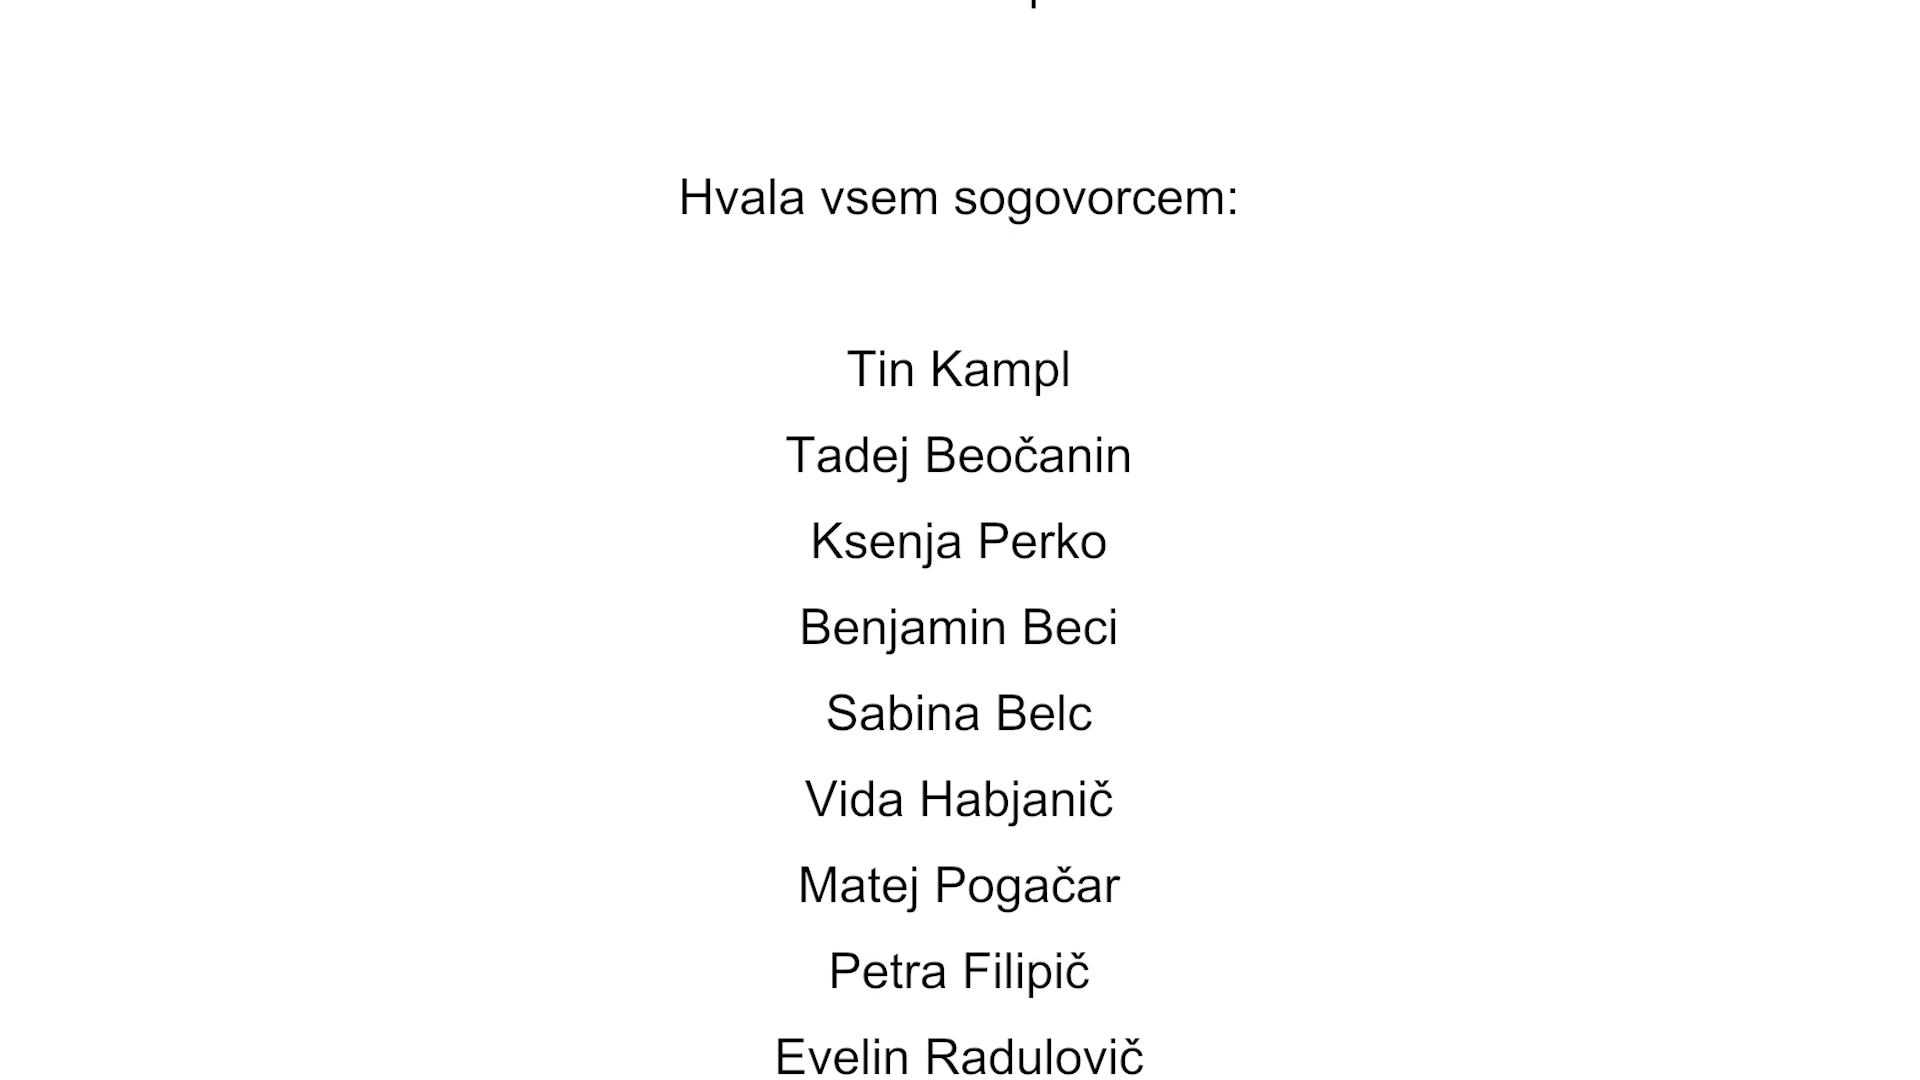 Hvala vsem sogovorcem:
Tin Kampl
Tadej Beočanin
Ksenja Perko
Benjamin Beci
Sabina Belc
Vida Habjanič
Matej Pogačar
Petra Filipič
Evelin Radulovič